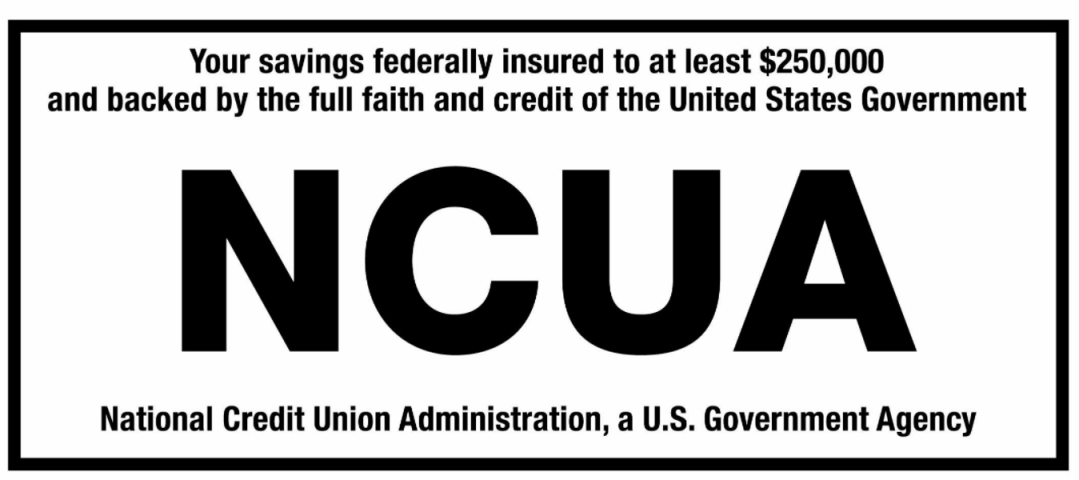 Your savings federally insured to at least $250,000
and backed by the full faith and credit of the United States Government
NCUA
National Credit Union Administration, a U.S. Government Agency